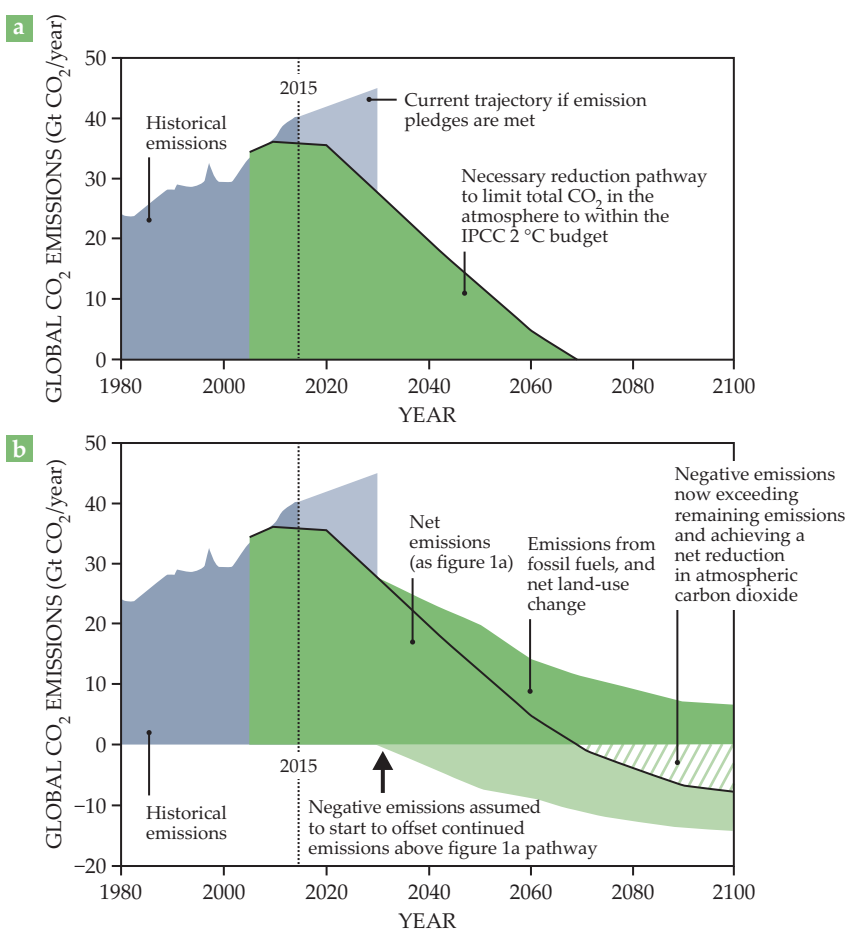 a
GLOBAL CO2 EMISSIONS (Gt CO2/year)
50
40
30
20
10
0
2015
Historical
emissions
Current trajectory if emission
pledges are met
Necessary reduction pathway
to limit total CO2 in the
atmosphere to within the
IPCC 2 °C budget
1980
2000
2020
2040
2060
2080
2100
YEAR
b
GLOBAL CO2 EMISSIONS (Gt CO2/year)
50
40
30
20
10
0
−10
−20
Net
emissions
(as figure 1a)
Emissions from
fossil fuels, and
net land-use
change
Negative emissions
now exceeding
remaining emissions
and achieving a
net reduction
in atmospheric
carbon dioxide
2015
Historical
emissions
Negative emissions assumed
to start to offset continued
emissions above figure 1a pathway
1980
2000
2020
2040
2060
2080
2100
YEAR